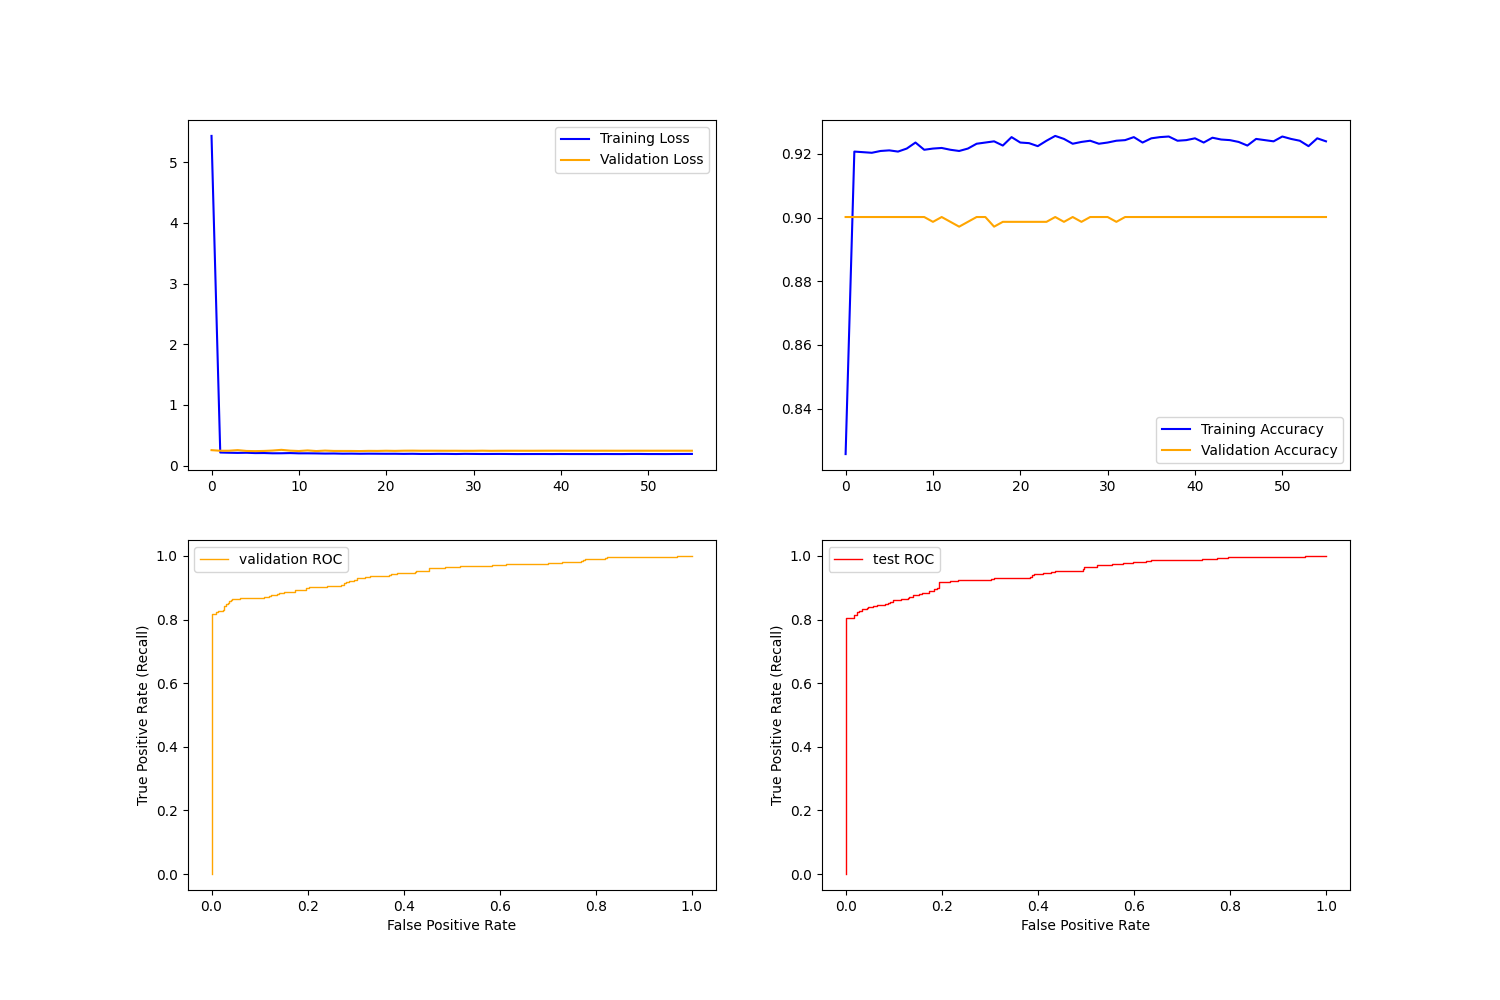 Training Loss
Validation Loss
5
4
3
2
1
0
0 10 20 30 40 50
0.92
0.90
0.88
0.86
0.84
Training Accuracy
Validation Accuracy
0 10 20 30 40 50
validation ROC
1.0
0.8
0.6
0.4
0.2
0.0
True Positive Rate (Recall)
0.0 0.2 0.4 0.6 0.8 1.0
False Positive Rate
test ROC
1.0
0.8
0.6
0.4
0.2
0.0
True Positive Rate (Recall)
0.0 0.2 0.4 0.6 0.8 1.0
False Positive Rate